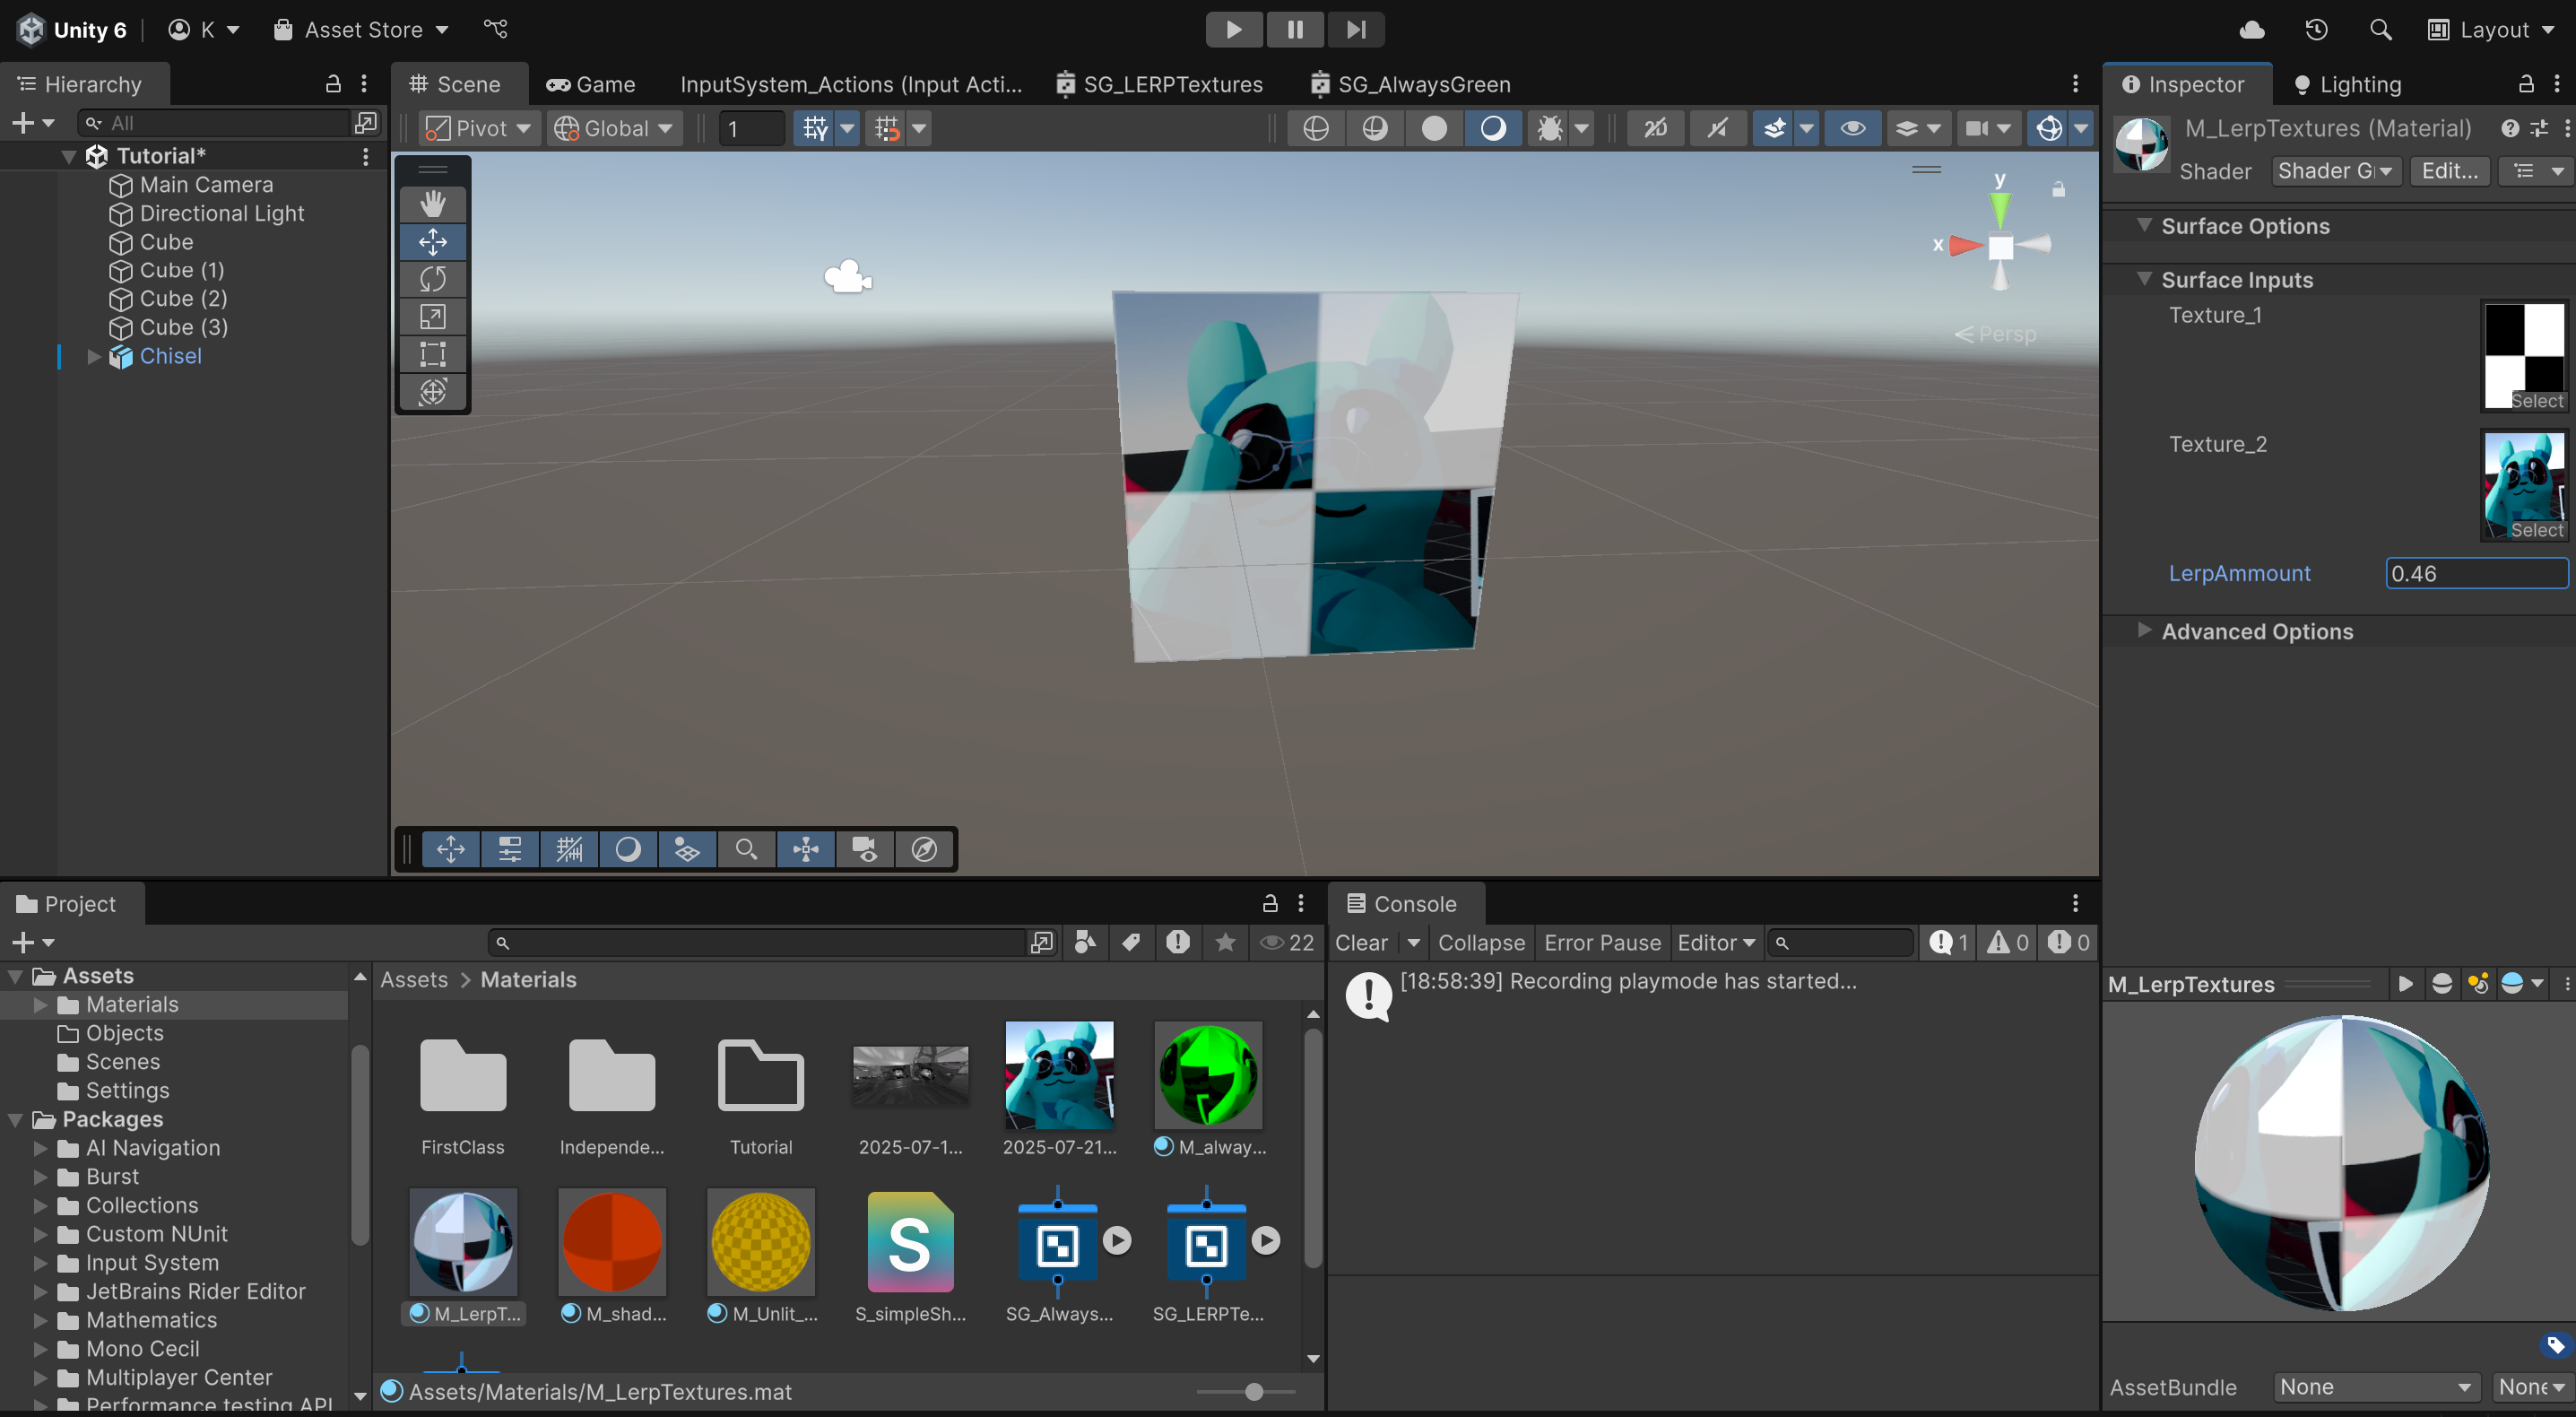 Unity 6
K
Asset Store
Layout
Hierarchy
All
Tutorial*
Main Camera
Directional Light
Cube
Cube (1)
Cube (2)
Cube (3)
Chisel
Scene
Game
InputSystem_Actions (Input Acti...
SG_LERPTextures
SG_AlwaysGreen
Pivot
Global
1
2D
y
x
Persp
Inspector
Lighting
M_LerpTextures (Material)
Shader
Shader G
Edit...
Surface Options
Surface Inputs
Texture_1
Select
Texture_2
Select
LerpAmmount
0.46
Advanced Options
Project
22
Assets
Materials
Objects
Scenes
Settings
Packages
AI Navigation
Burst
Collections
Custom NUnit
Input System
JetBrains Rider Editor
Mathematics
Mono Cecil
Multiplayer Center
Performance testing API
Assets > Materials
FirstClass
Independe...
Tutorial
2025-07-1...
2025-07-21...
M_alway...
M_LerpT...
M_shad...
M_Unlit_...
S
S_simpleSh...
SG_Always...
SG_LERPTe...
Assets/Materials/M_LerpTextures.mat
Console
Clear
Collapse
Error Pause
Editor
1
0
0
[18:58:39] Recording playmode has started...
M_LerpTextures
AssetBundle
None
None